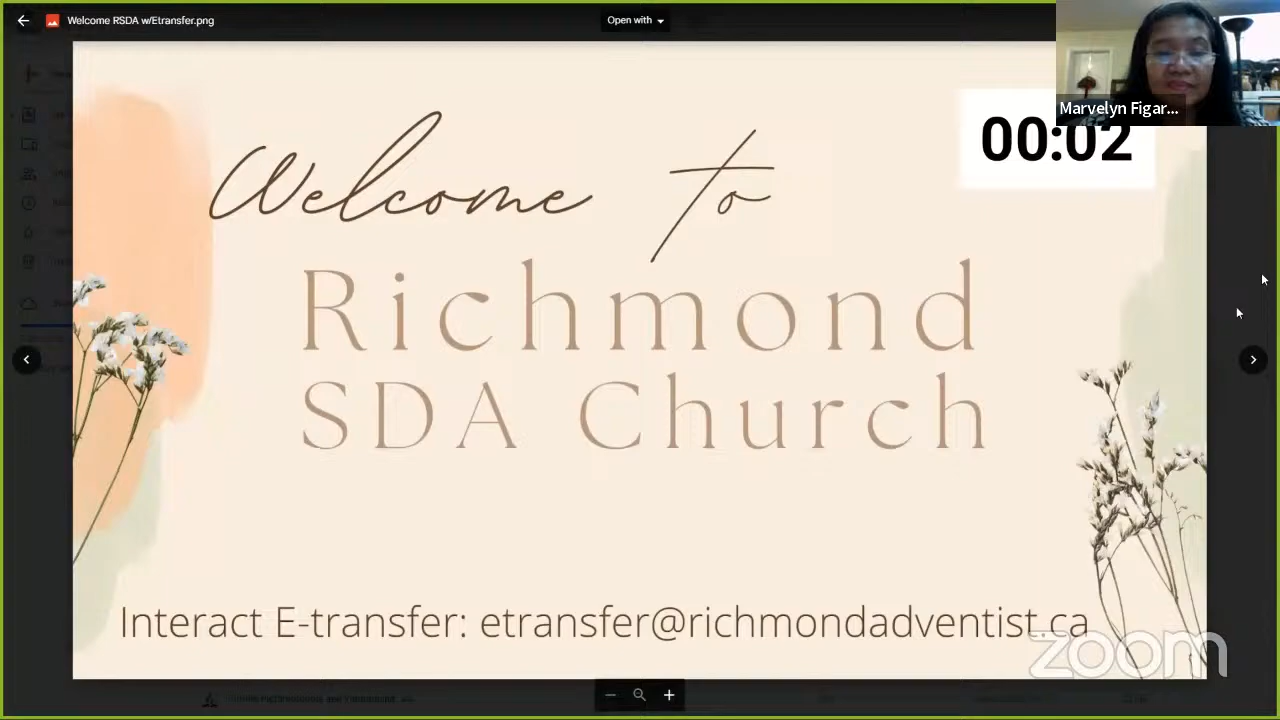 Welcome RSDA w/Etransfer.png
Open with
Marvelyn Figar...
00:02
Welcome to
Richmond
SDA Church
Interact E-transfer: etransfer@richmondadventist.ca
zoom